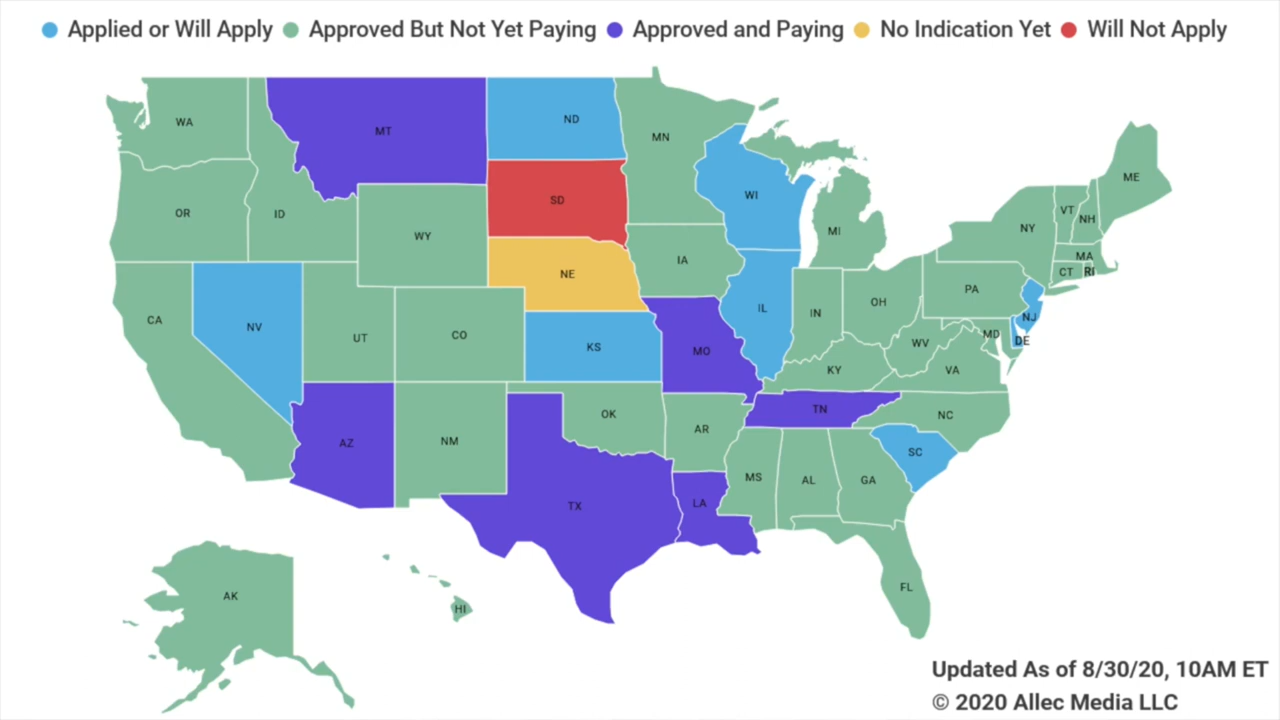 Applied or Will Apply Approved But Not Yet Paying Approved and Paying No Indication Yet Will Not Apply
WA
MT
ND
MN
ME
OR
ID
WY
SD
WI
MI
NY
VT
NH
MA
CT
RI
IA
NE
PA
NJ
CA
NV
UT
CO
KS
MO
IL
IN
OH
WV
MD
DE
KY
VA
AZ
NM
OK
AR
TN
NC
SC
TX
LA
MS
AL
GA
FL
AK
HI
Updated As of 8/30/20, 10AM ET
© 2020 Allec Media LLC